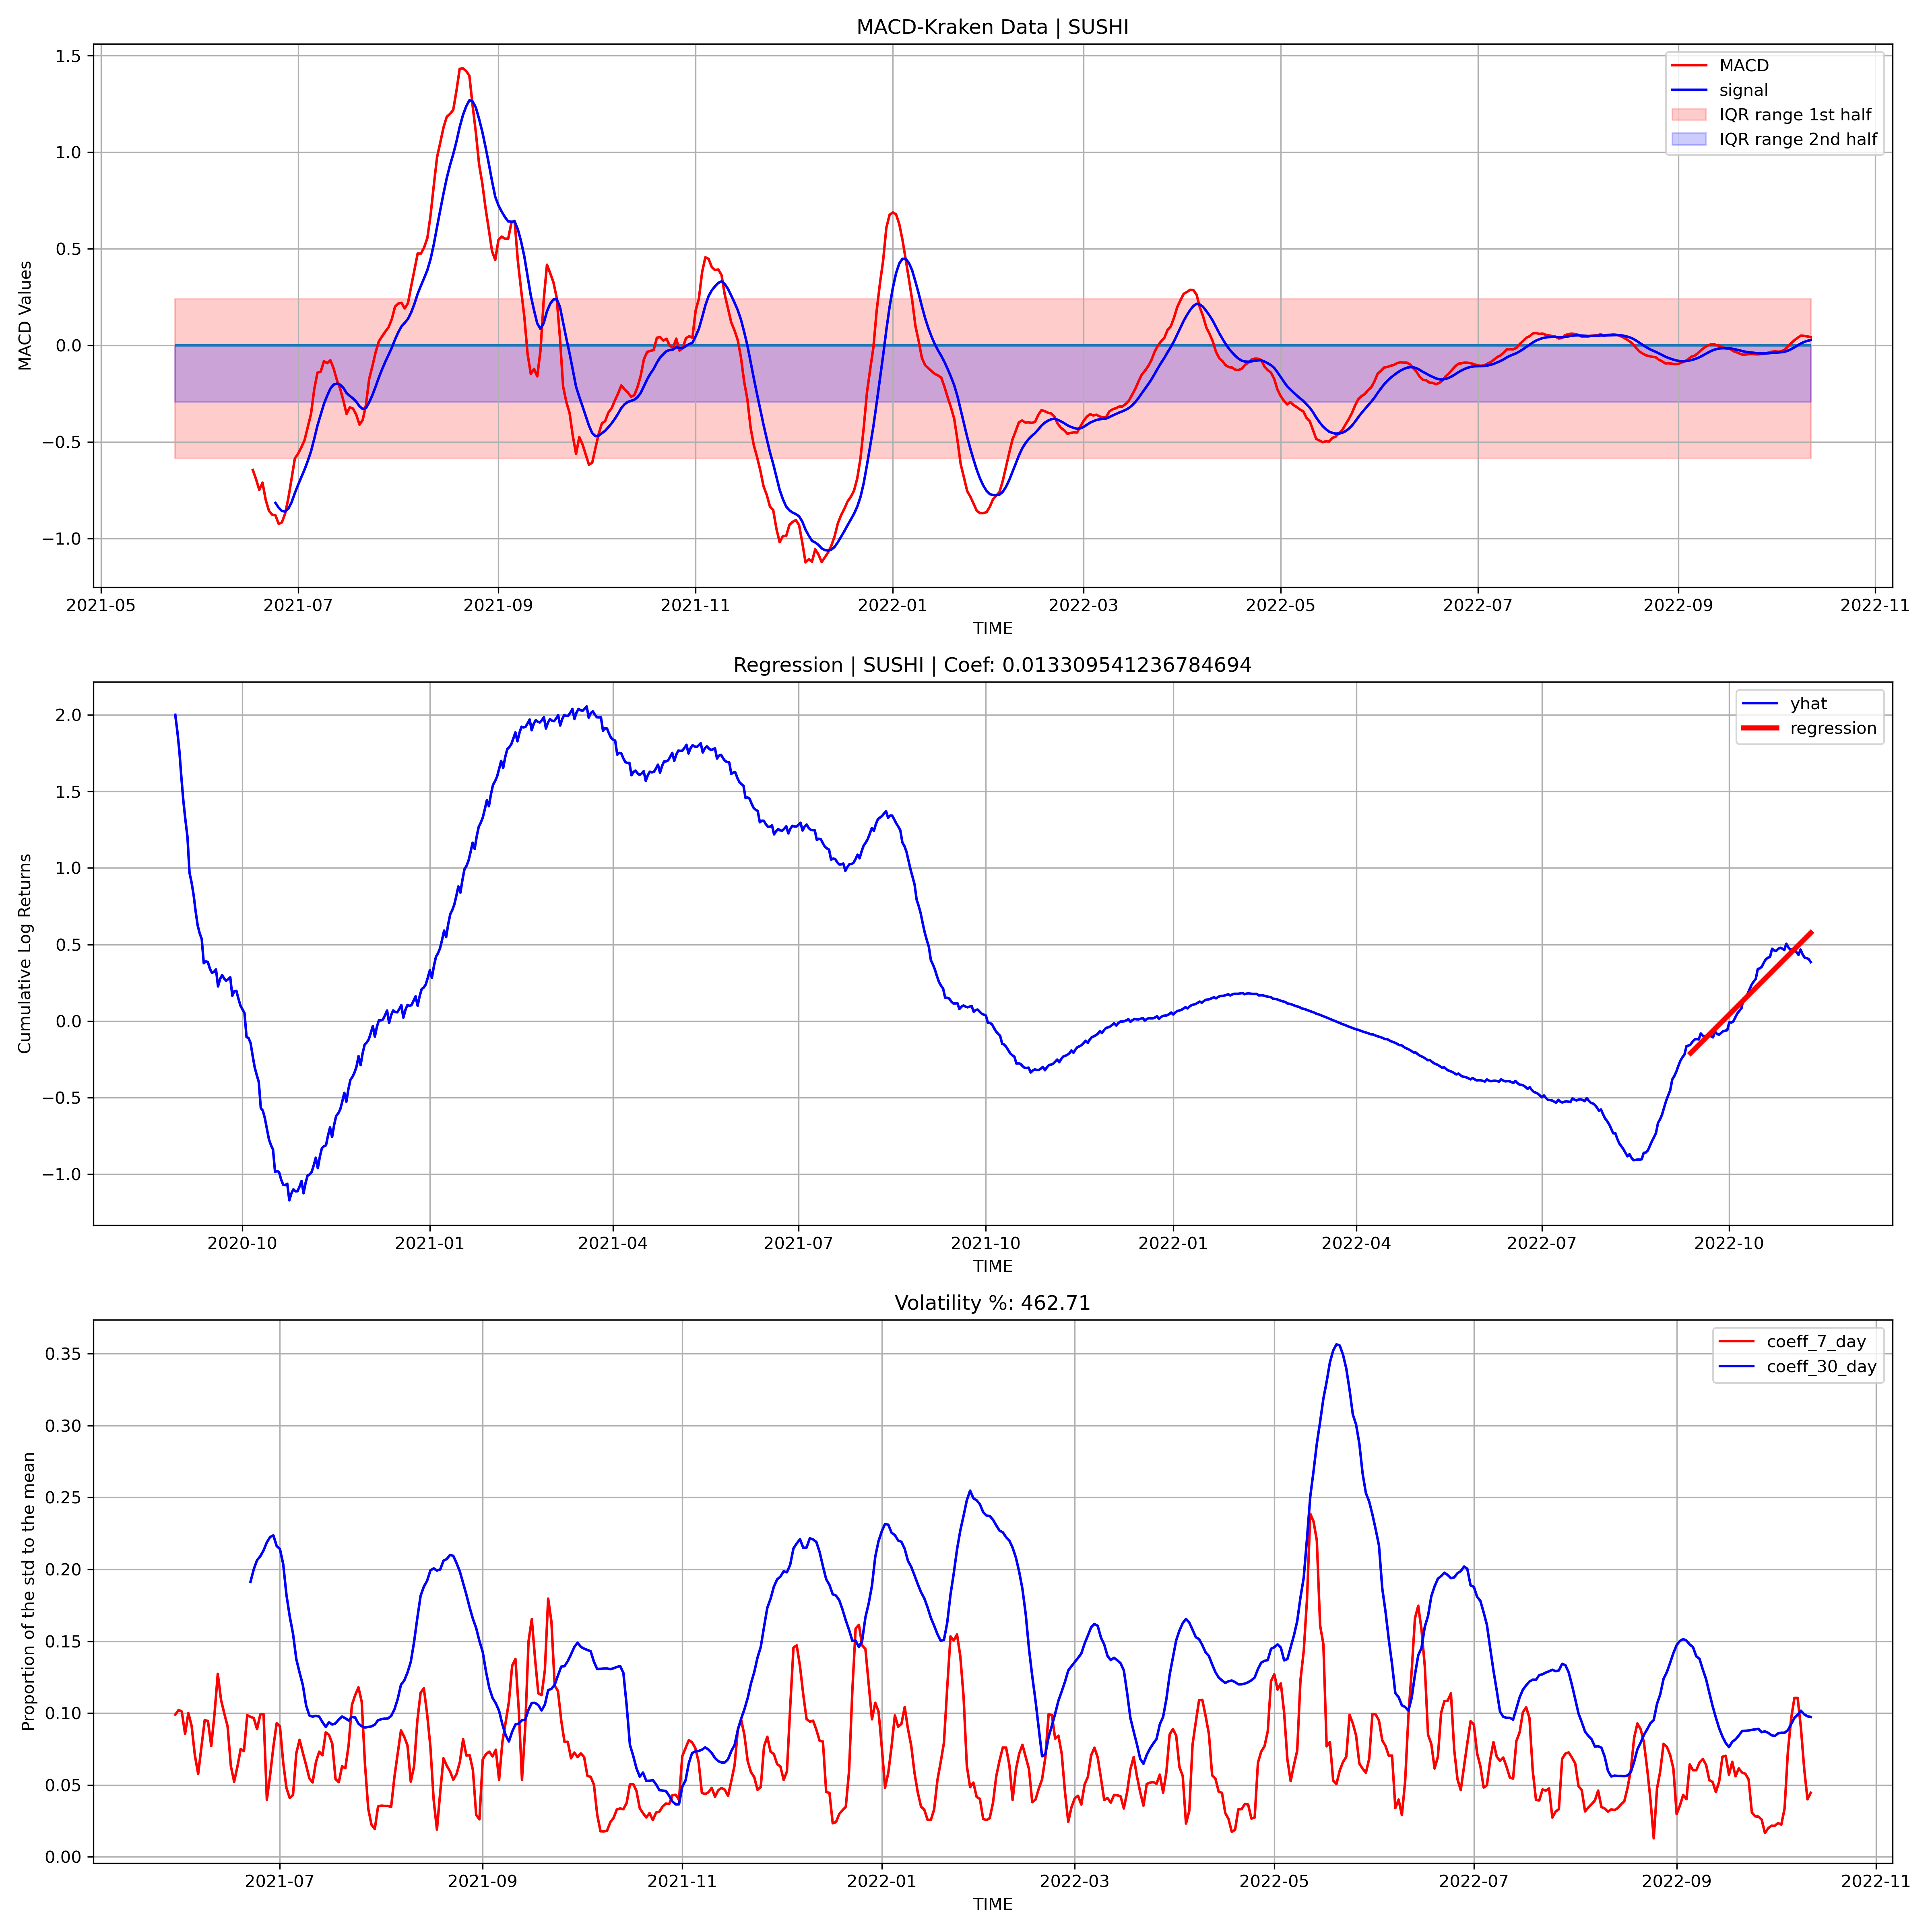 MACD-Kraken Data | SUSHI
MACD Values
1.5
1.0
0.5
0.0
−0.5
−1.0
MACD
signal
IQR range 1st half
IQR range 2nd half
2021-05 2021-07 2021-09 2021-11 2022-01 2022-03 2022-05 2022-07 2022-09 2022-11
TIME
Regression | SUSHI | Coef: 0.013309541236784694
Cumulative Log Returns
2.0
1.5
1.0
0.5
0.0
−0.5
−1.0
yhat
regression
2020-10 2021-01 2021-04 2021-07 2021-10 2022-01 2022-04 2022-07 2022-10
TIME
Volatility %: 462.71
Proportion of the std to the mean
0.35
0.30
0.25
0.20
0.15
0.10
0.05
0.00
coeff_7_day
coeff_30_day
2021-07 2021-09 2021-11 2022-01 2022-03 2022-05 2022-07 2022-09 2022-11
TIME